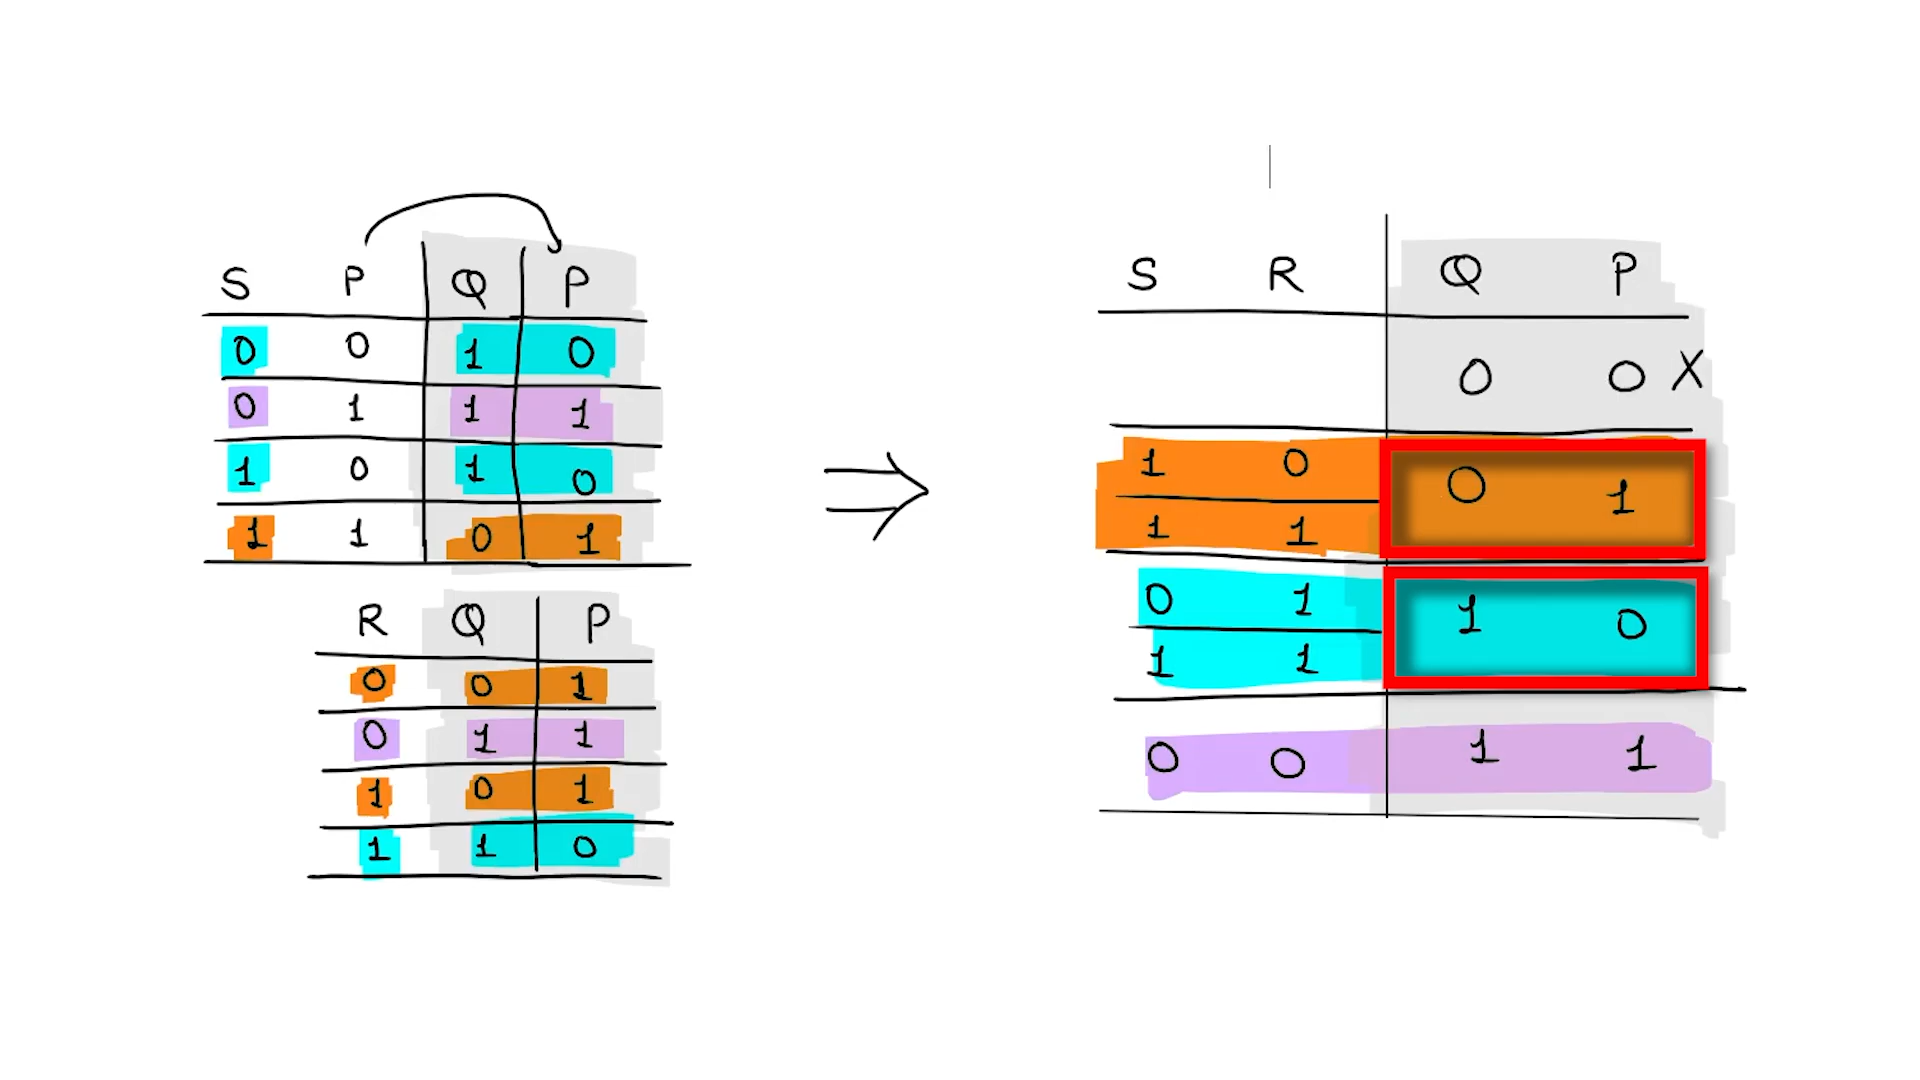 S P Q P
0 0 1 0
0 1 1 1
1 0 1 0
1 1 0 1
R Q P
0 0 1
0 1 1
1 0 1
1 1 0
S R Q P
0 0 X
1 0 0 1
1 1
0 1 1 0
1 1
0 0 1 1